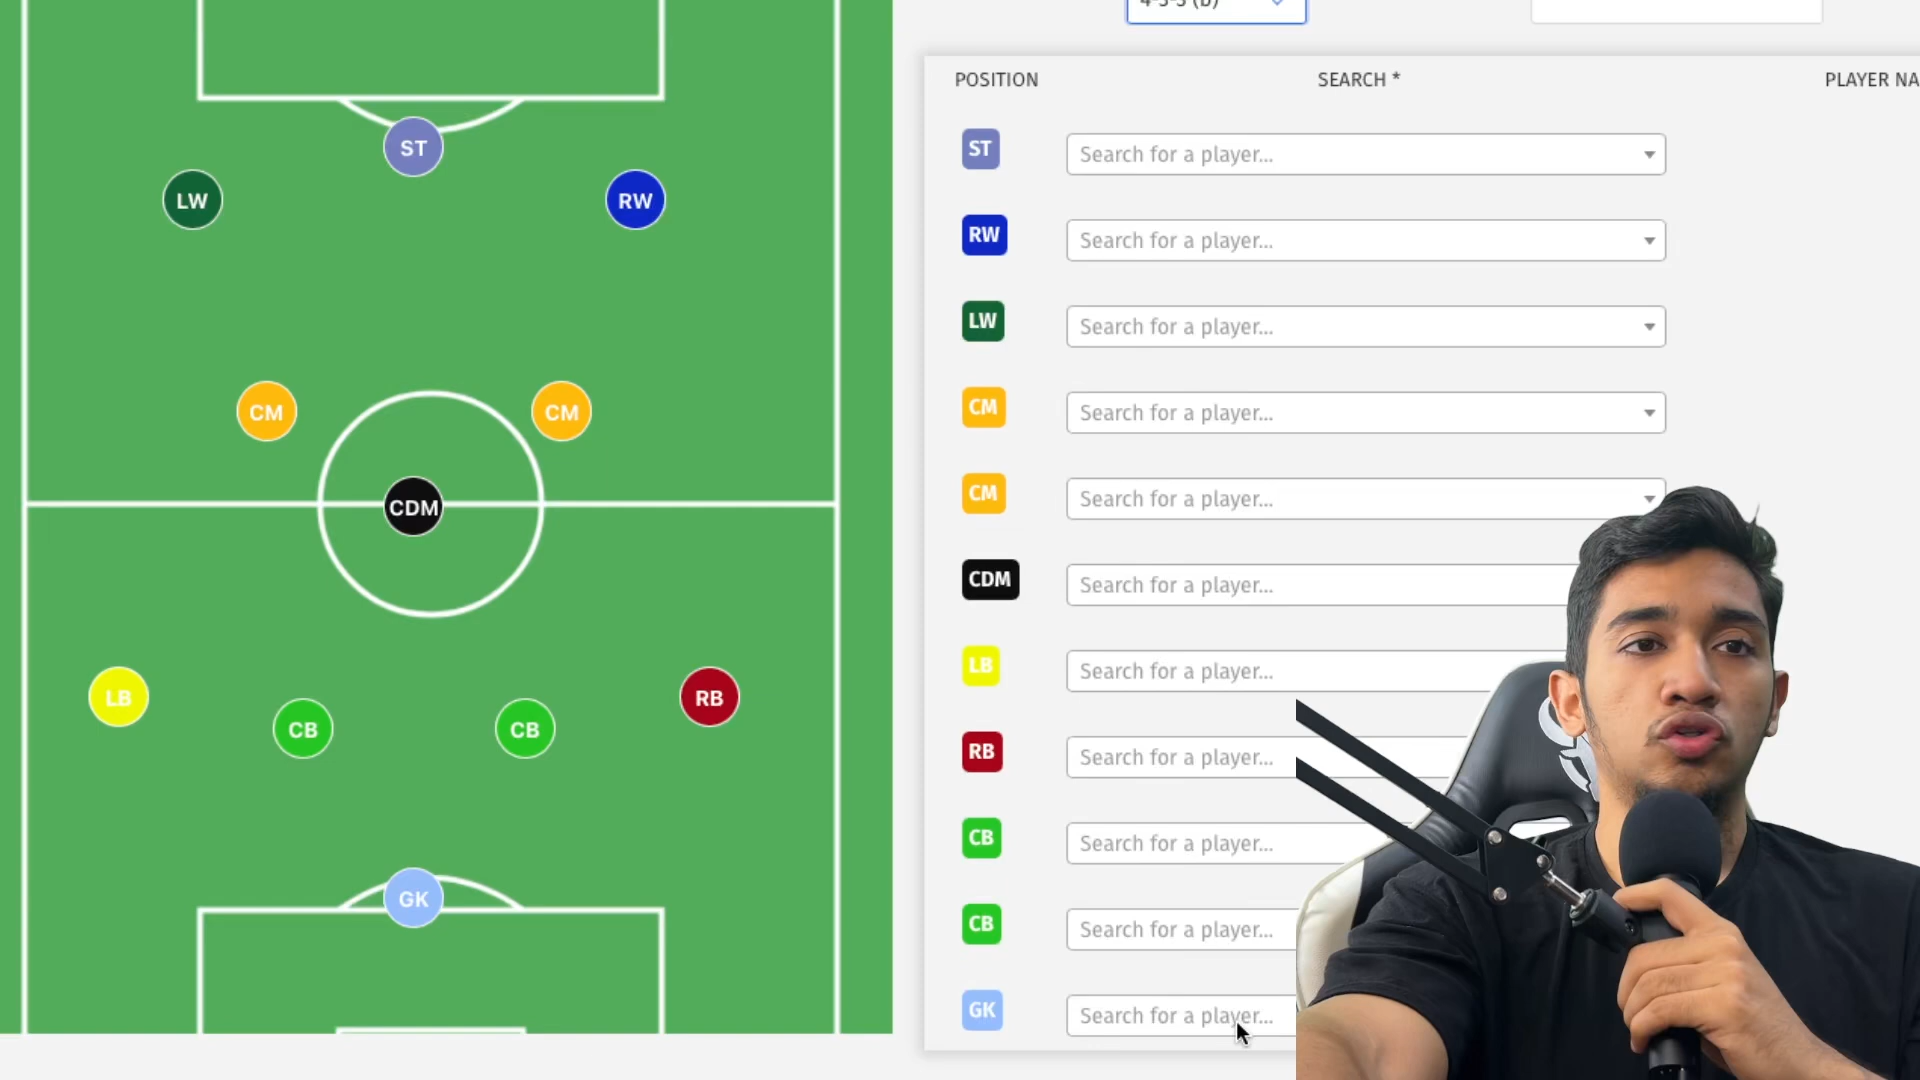 4-3-3 (D)
POSITION SEARCH * PLAYER NA
ST Search for a player...
RW Search for a player...
LW Search for a player...
CM Search for a player...
CM Search for a player...
CDM Search for a player...
LB Search for a player...
RB Search for a player...
CB Search for a player...
CB Search for a player...
GK Search for a player...
ST
LW RW
CM CM
CDM
LB RB
CB CB
GK